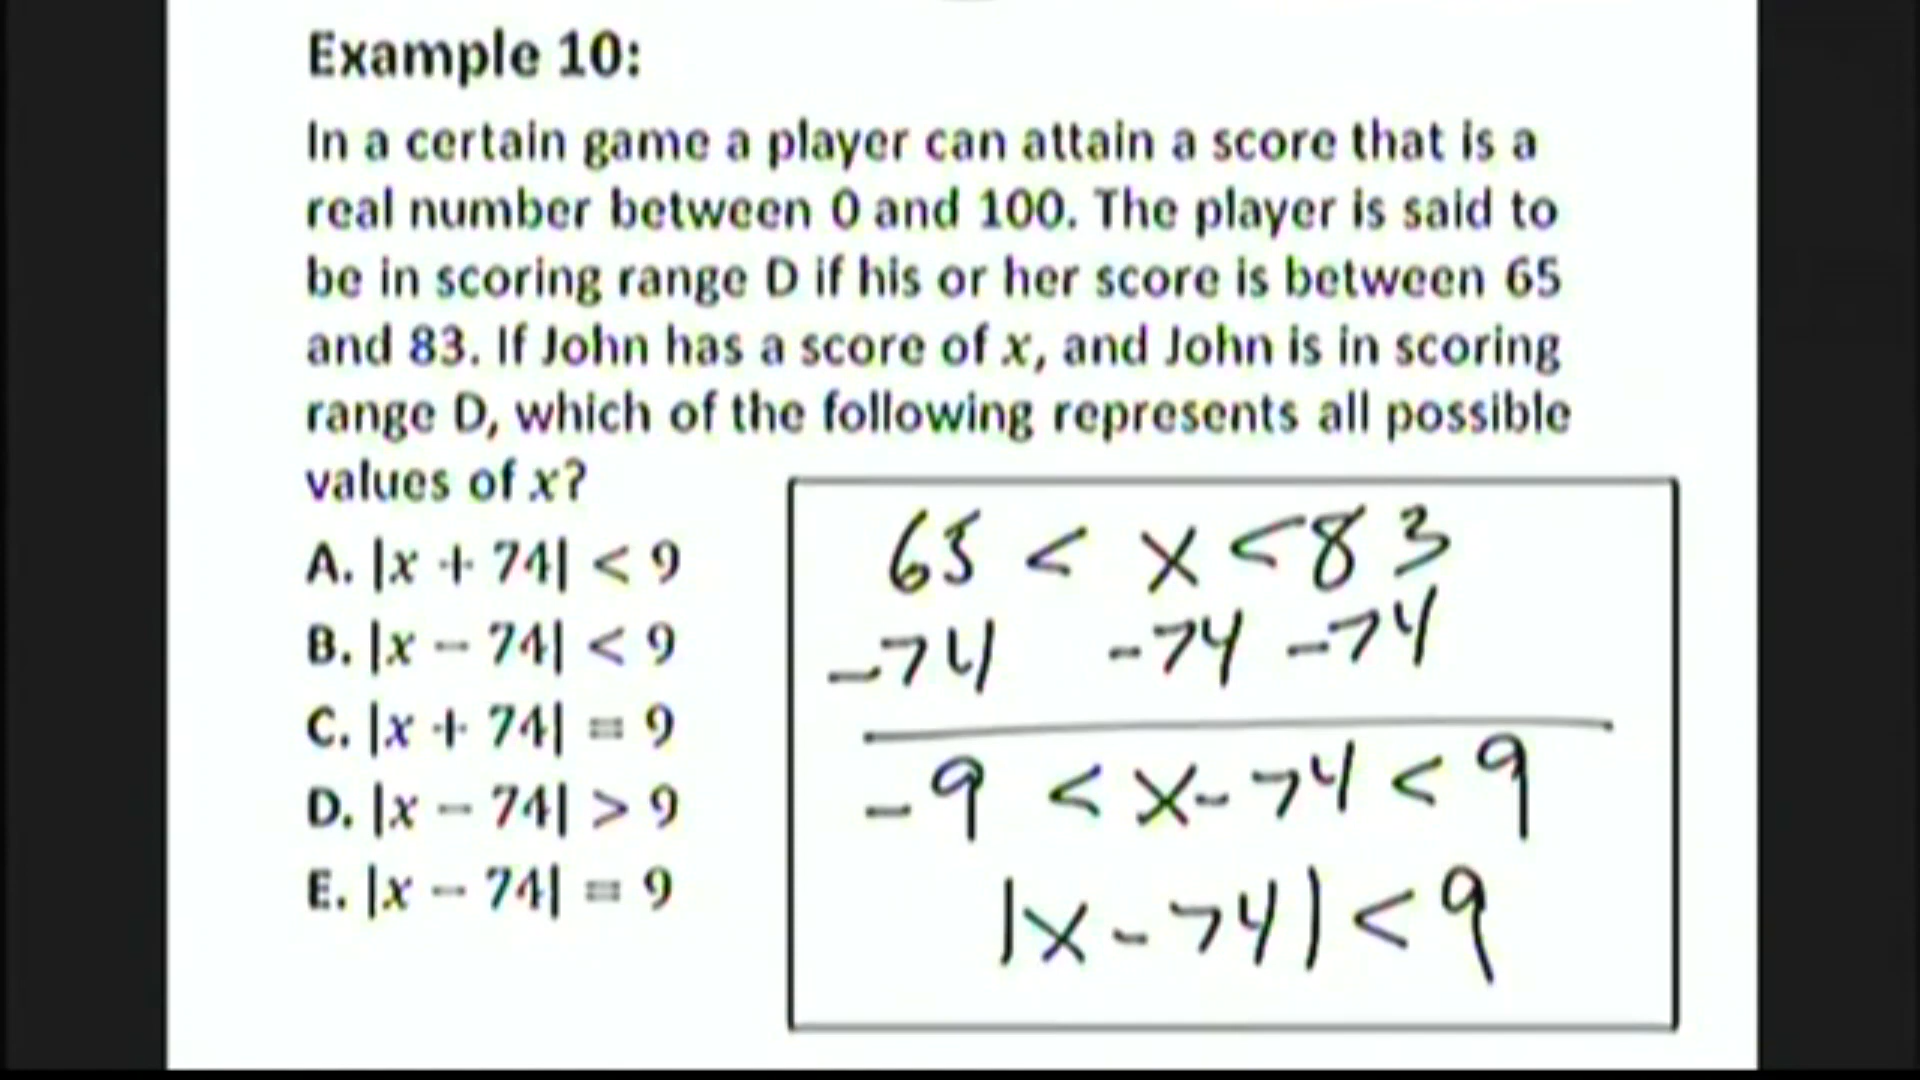 Example 10:
In a certain game a player can attain a score that is a
real number between 0 and 100. The player is said to
be in scoring range D if his or her score is between 65
and 83. If John has a score of x, and John is in scoring
range D, which of the following represents all possible
values of x?
A. |x + 74| < 9
B. |x − 74| < 9
C. |x + 74| = 9
D. |x − 74| > 9
E. |x − 74| = 9
65 < x < 83
-74 -74 -74
-9 < x-74 < 9
|x-74| < 9